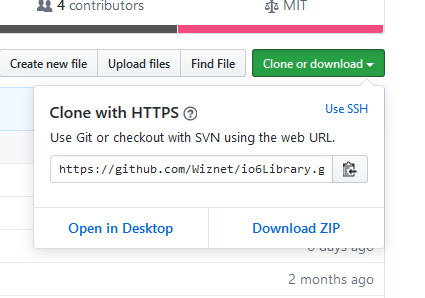 4 contributors MIT
Create new file Upload files Find File Clone or download
Clone with HTTPS ? Use SSH
Use Git or checkout with SVN using the web URL.
https://github.com/Wiznet/io6Library.g
Open in Desktop Download ZIP
days ago
2 months ago